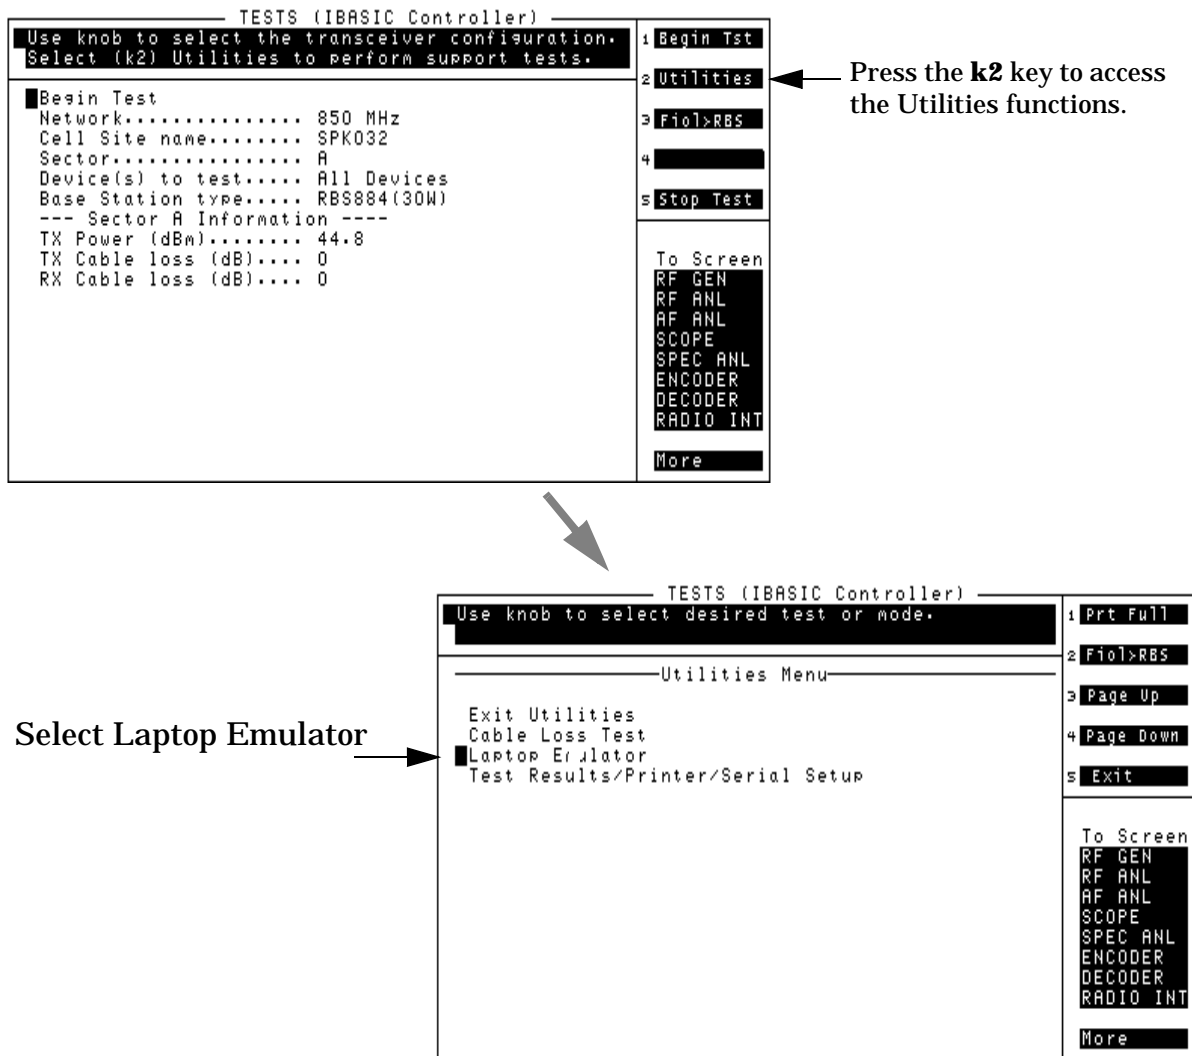 TESTS (IBASIC Controller)
Use knob to select the transceiver configuration.
Select (k2) Utilities to perform support tests.
Begin Test
Network............... 850 MHz
Cell Site name........ SPK032
Sector................ A
Device(s) to test..... All Devices
Base Station type..... RBS884(30W)
--- Sector A Information ----
TX Power (dBm)........ 44.8
TX Cable loss (dB).... 0
RX Cable loss (dB).... 0
1 Begin Tst
2 Utilities
3 Fiol>RBS
4
5 Stop Test
To Screen
RF GEN
RF ANL
AF ANL
SCOPE
SPEC ANL
ENCODER
DECODER
RADIO INT
More
Press the k2 key to access
the Utilities functions.
TESTS (IBASIC Controller)
Use knob to select desired test or mode.
Utilities Menu
Exit Utilities
Cable Loss Test
Laptop Emulator
Test Results/Printer/Serial Setup
Select Laptop Emulator
1 Prt Full
2 Fiol>RBS
3 Page Up
4 Page Down
5 Exit
To Screen
RF GEN
RF ANL
AF ANL
SCOPE
SPEC ANL
ENCODER
DECODER
RADIO INT
More